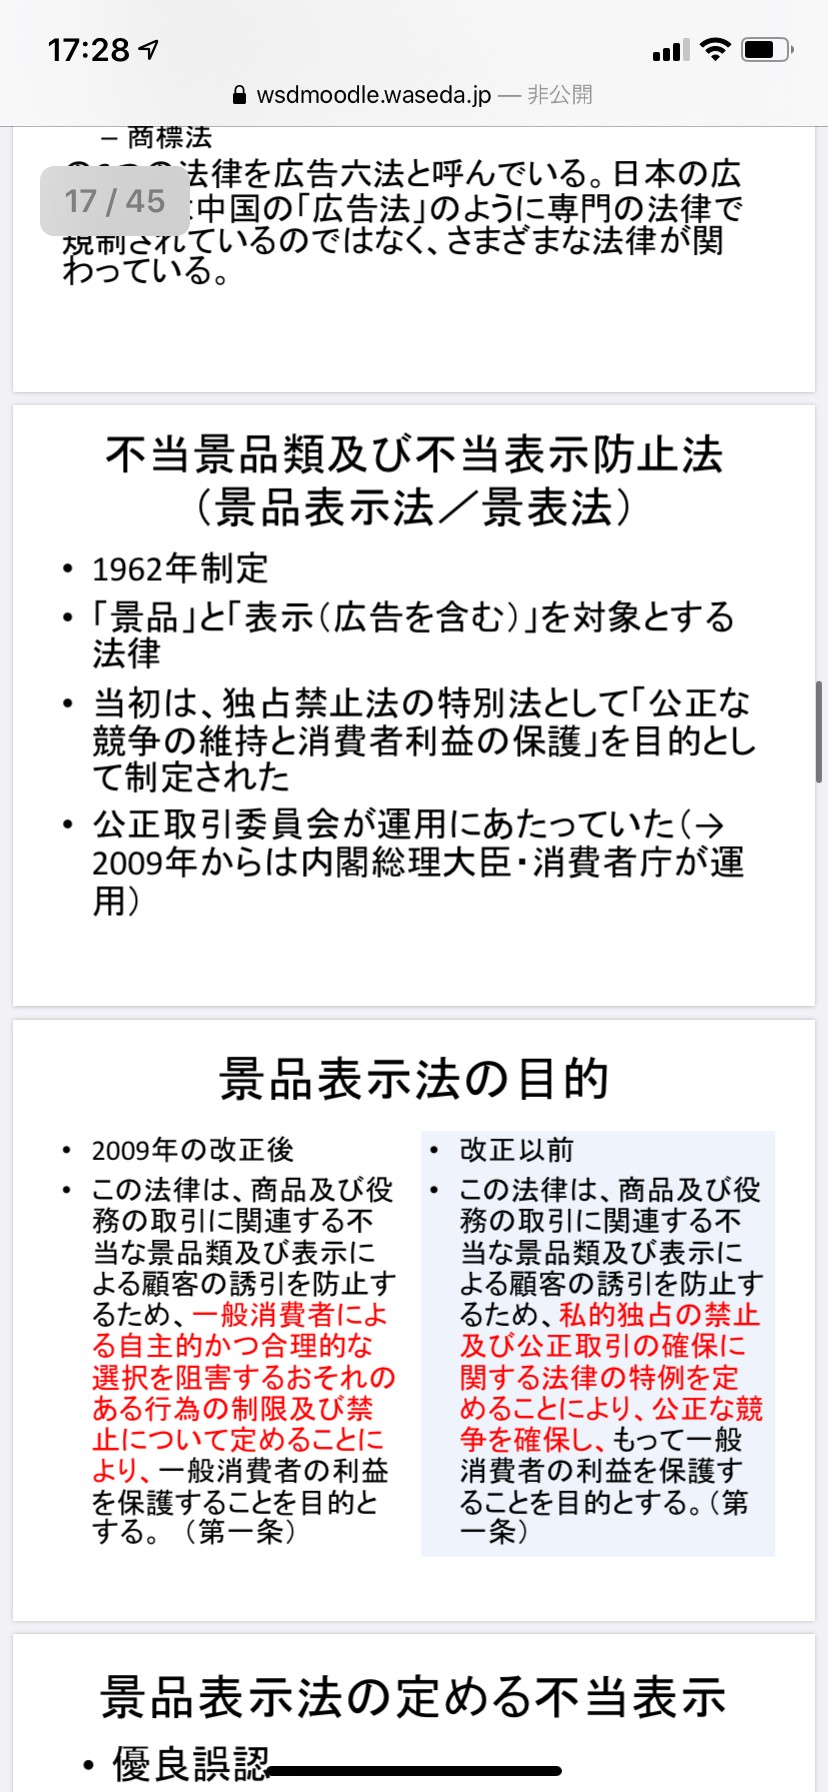 17:28
wsdmoodle.waseda.jp — 非公開
– 商標法
法律を広告六法と呼んでいる。日本の広
17 / 45
中国の「広告法」のように専門の法律で
規制されているのではなく、さまざまな法律が関
わっている。
不当景品類及び不当表示防止法
（景品表示法／景表法）
• 1962年制定
• 「景品」と「表示（広告を含む）」を対象とする
法律
• 当初は、独占禁止法の特別法として「公正な
競争の維持と消費者利益の保護」を目的とし
て制定された
• 公正取引委員会が運用にあたっていた（→
2009年からは内閣総理大臣・消費者庁が運
用）
景品表示法の目的
• 2009年の改正後
• この法律は、商品及び役
務の取引に関連する不
当な景品類及び表示に
よる顧客の誘引を防止す
るため、一般消費者によ
る自主的かつ合理的な
選択を阻害するおそれの
ある行為の制限及び禁
止について定めることに
より、一般消費者の利益
を保護することを目的と
する。（第一条）
• 改正以前
• この法律は、商品及び役
務の取引に関連する不
当な景品類及び表示に
よる顧客の誘引を防止す
るため、私的独占の禁止
及び公正取引の確保に
関する法律の特例を定
めることにより、公正な競
争を確保し、もって一般
消費者の利益を保護す
ることを目的とする。（第
一条）
景品表示法の定める不当表示
• 優良誤認